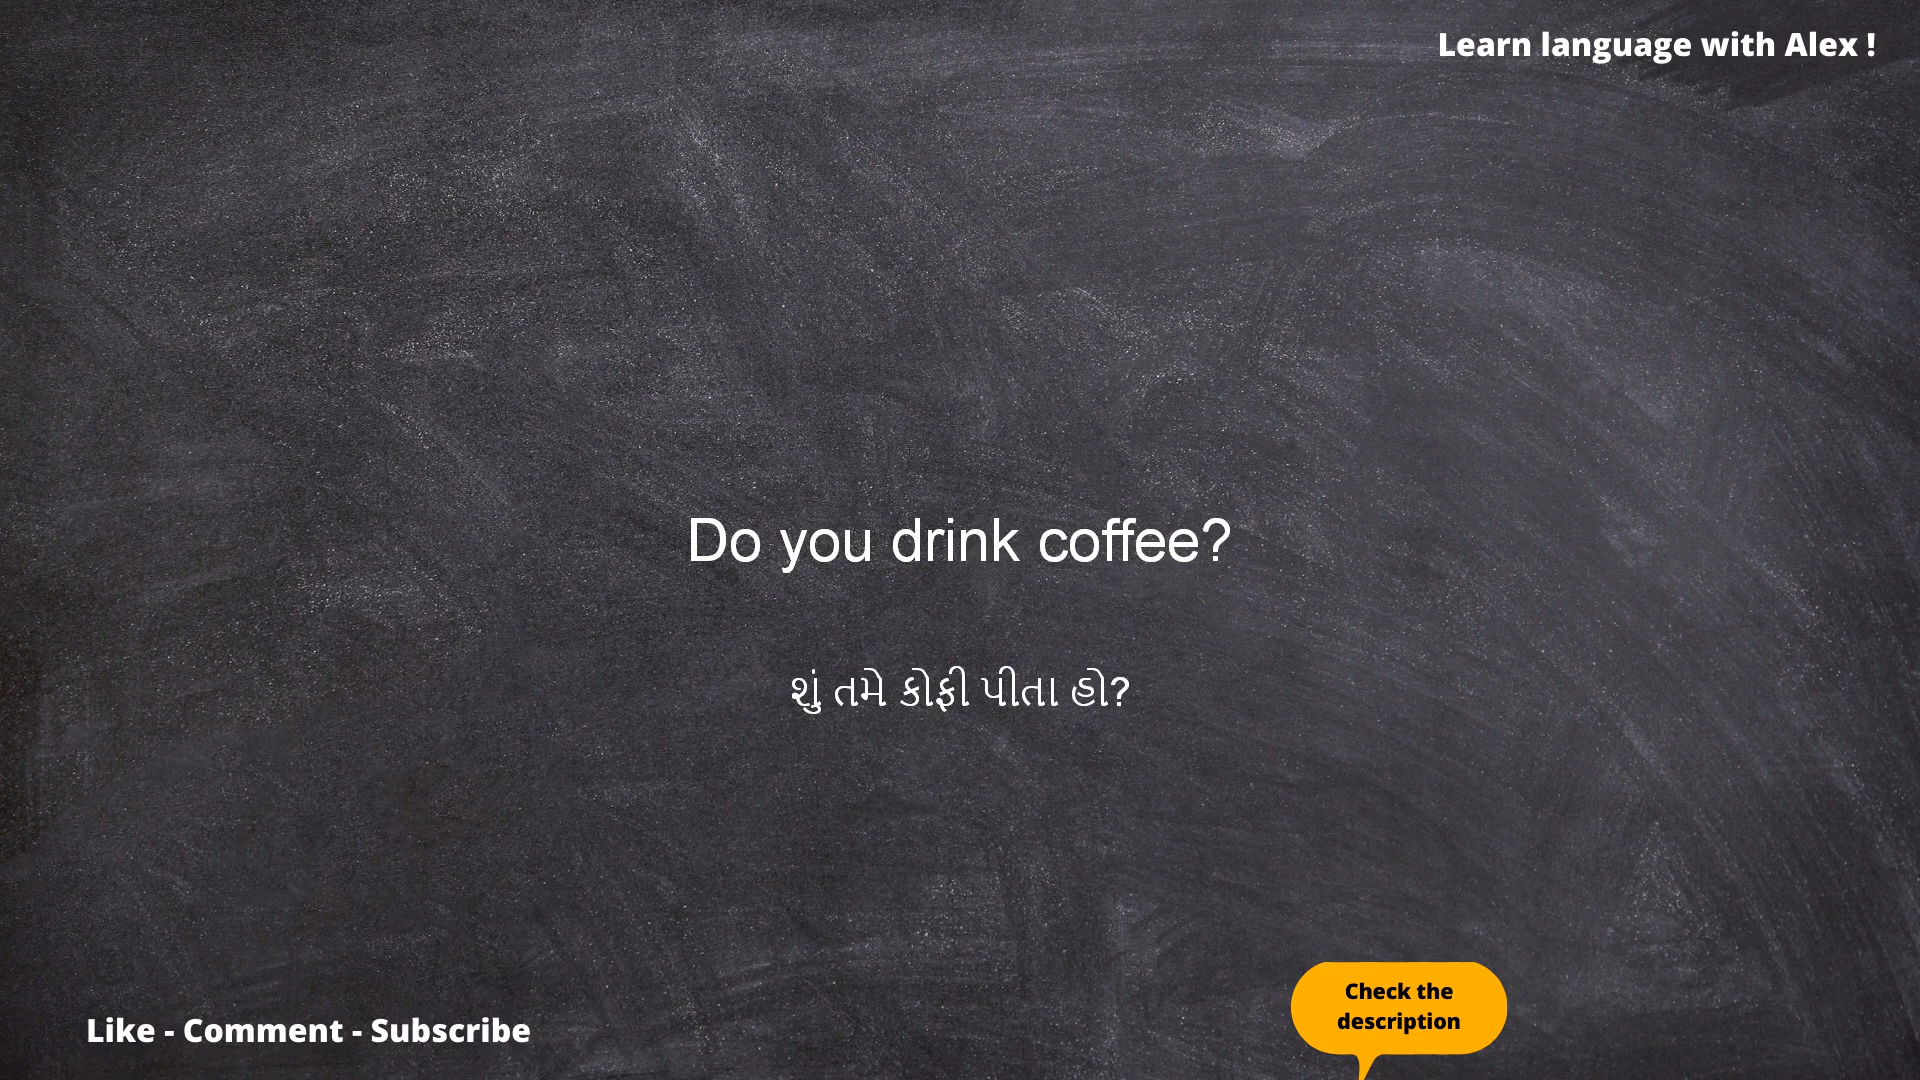 Learn language with Alex !
Do you drink coffee?
શું તમે કોફી પીતા હો?
Like - Comment - Subscribe
Check the
description